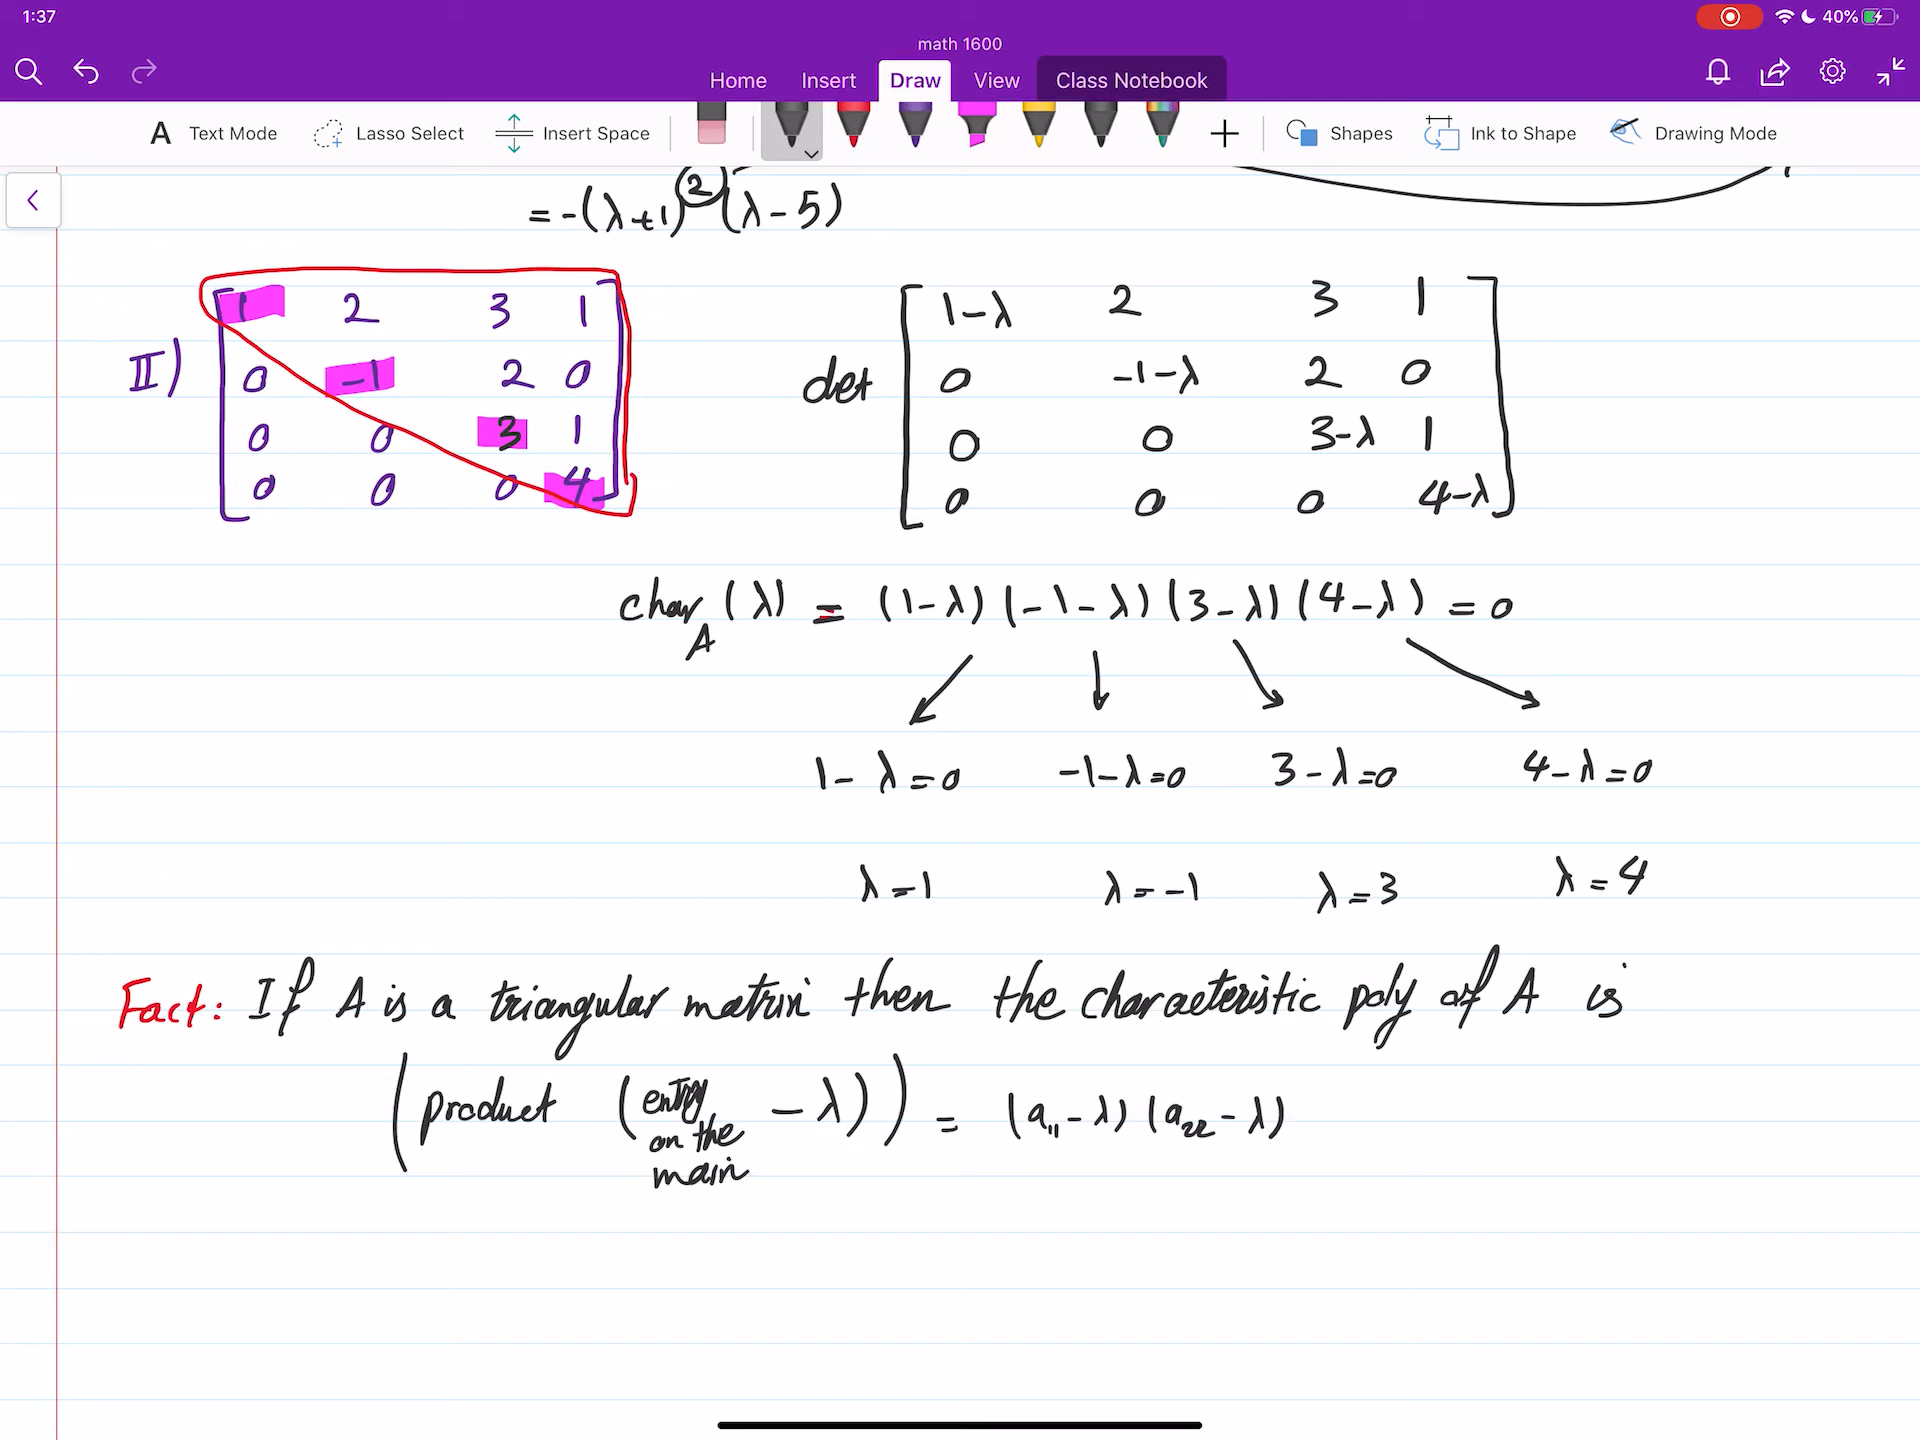 1:37
40%
math 1600
Home Insert Draw View Class Notebook
A Text Mode Lasso Select Insert Space Shapes Ink to Shape Drawing Mode
= -(λ+1)² (λ-5)
II) [ 1 2 3 1
0 -1 2 0
0 0 3 1
0 0 0 4 ]
det [ 1-λ 2 3 1
0 -1-λ 2 0
0 0 3-λ 1
0 0 0 4-λ ]
char_A (λ) = (1-λ)(-1-λ)(3-λ)(4-λ) = 0
1-λ=0 -1-λ=0 3-λ=0 4-λ=0
λ=1 λ=-1 λ=3 λ=4
Fact: If A is a triangular matrix then the characteristic poly of A is
(product (entry on the main - λ)) = (a₁₁-λ)(a₂₂-λ)